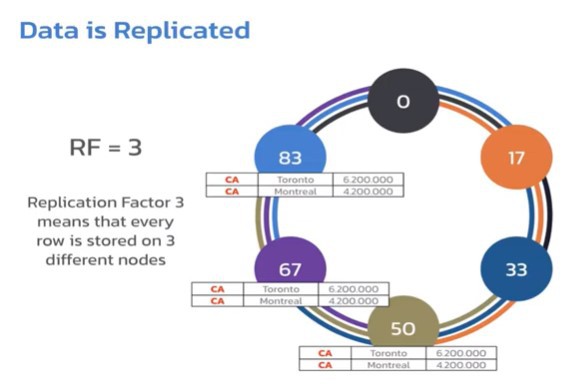 Data is Replicated
RF = 3
Replication Factor 3
means that every
row is stored on 3
different nodes
0
17
83
CA Toronto 6.200.000
CA Montreal 4.200.000
67
33
CA Toronto 6.200.000
CA Montreal 4.200.000
50
CA Toronto 6.200.000
CA Montreal 4.200.000